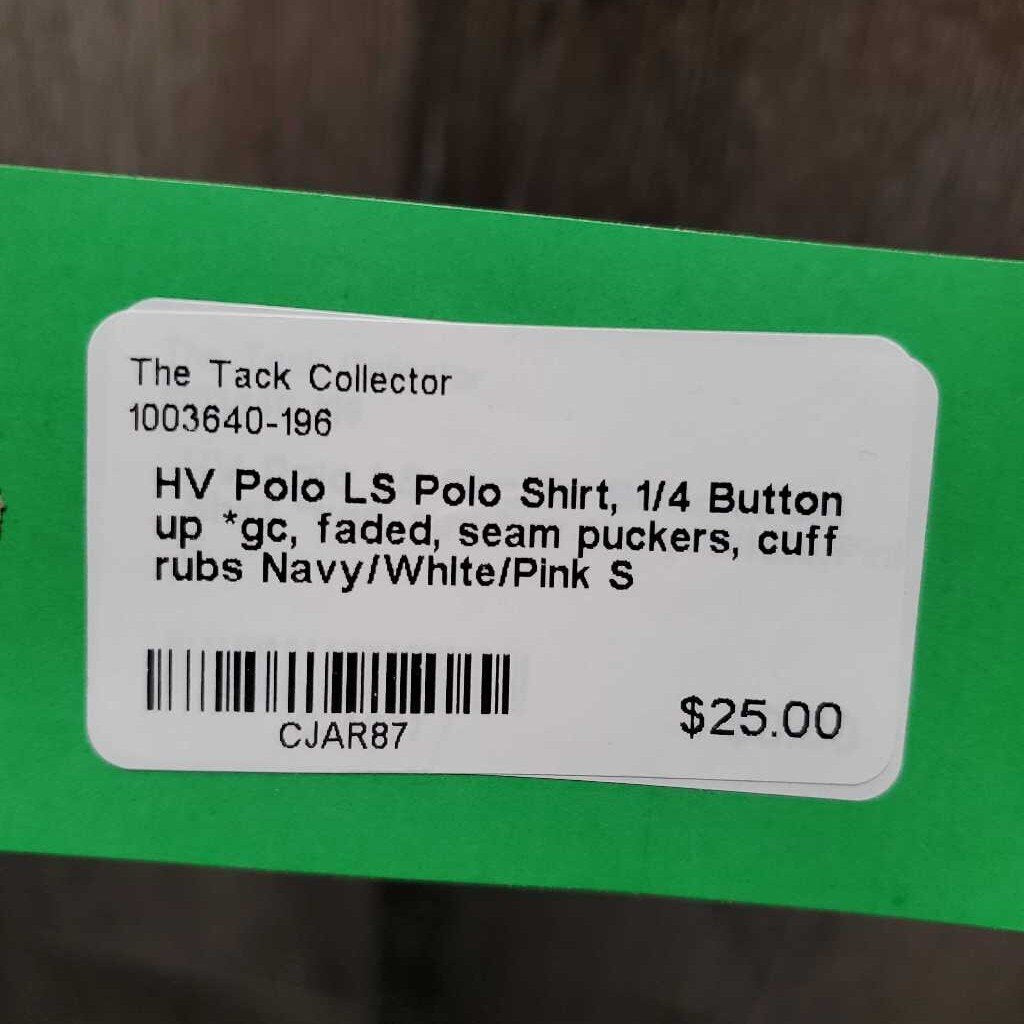 The Tack Collector
1003640-196
HV Polo LS Polo Shirt, 1/4 Button
up *gc, faded, seam puckers, cuff
rubs Navy/White/Pink S
CJAR87
$25.00